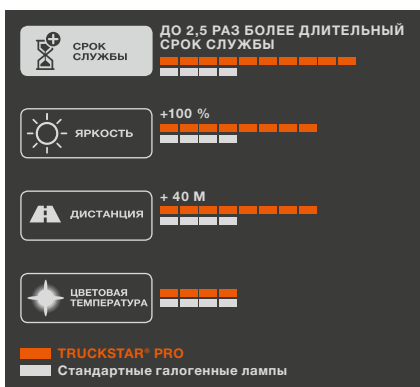 СРОК
СЛУЖБЫ
ДО 2,5 РАЗ БОЛЕЕ ДЛИТЕЛЬНЫЙ
СРОК СЛУЖБЫ
ЯРКОСТЬ
+100 %
ДИСТАНЦИЯ
+ 40 М
ЦВЕТОВАЯ
ТЕМПЕРАТУРА
TRUCKSTAR® PRO
Стандартные галогенные лампы